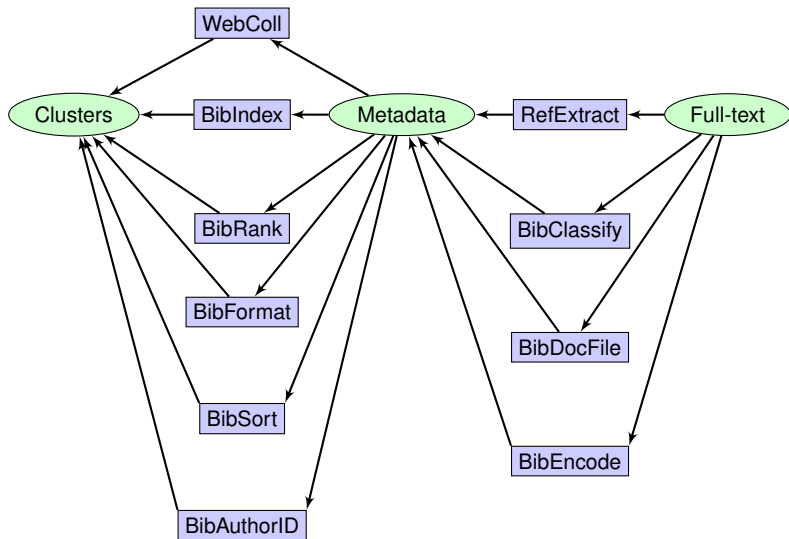 WebColl
Clusters
BibIndex
Metadata
RefExtract
Full-text
BibRank
BibClassify
BibFormat
BibDocFile
BibSort
BibEncode
BibAuthorID